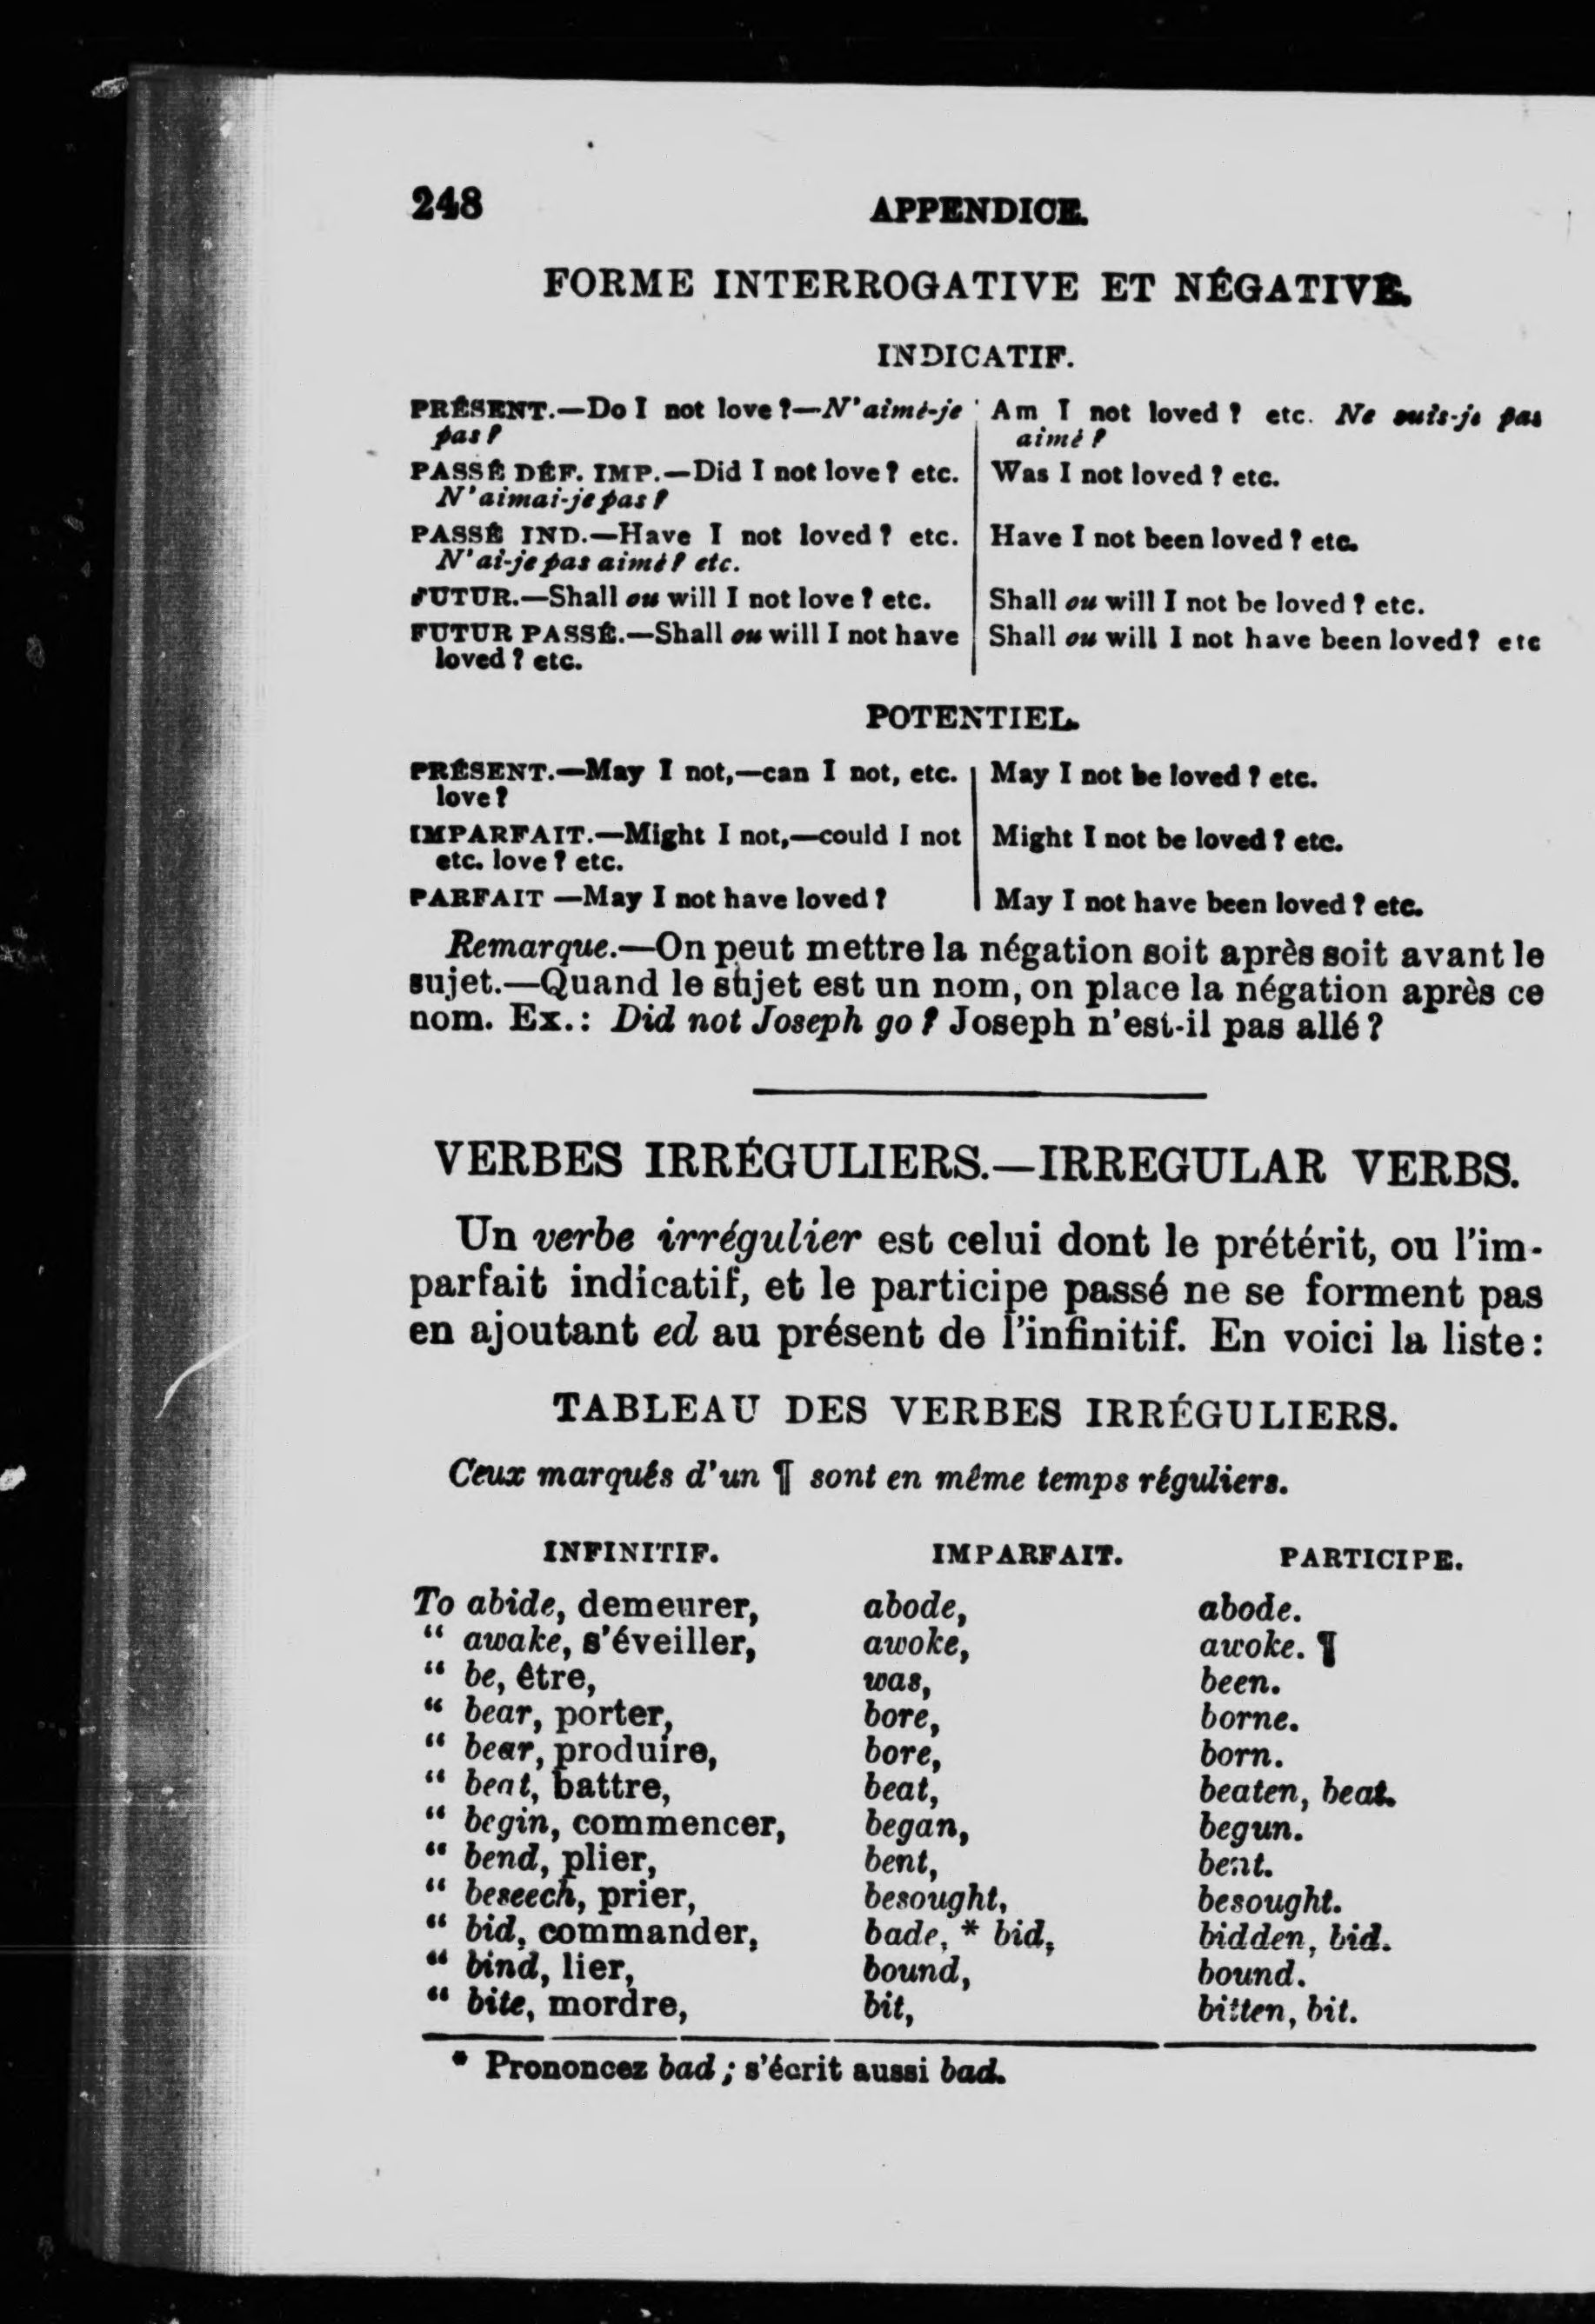 248
APPENDICE.
FORME INTERROGATIVE ET NÉGATIVE.
INDICATIF.
PRÉSENT.—Do I not love?—N'aimé-je
pas?
PASSÉ DÉF. IMP.—Did I not love? etc.
N'aimai-je pas?
PASSÉ IND.—Have I not loved? etc.
N'ai-je pas aimé? etc.
FUTUR.—Shall ou will I not love? etc.
FUTUR PASSÉ.—Shall ou will I not have
loved? etc.
Am I not loved? etc. Ne suis-je pas
aimé?
Was I not loved? etc.
Have I not been loved? etc.
Shall ou will I not be loved? etc.
Shall ou will I not have been loved? etc
POTENTIEL.
PRÉSENT.—May I not,—can I not, etc.
love?
IMPARFAIT.—Might I not,—could I not
etc. love? etc.
PARFAIT —May I not have loved?
May I not be loved? etc.
Might I not be loved? etc.
May I not have been loved? etc.
Remarque.—On peut mettre la négation soit après soit avant le
sujet.—Quand le sujet est un nom, on place la négation après ce
nom. Ex.: Did not Joseph go? Joseph n'est-il pas allé?
VERBES IRRÉGULIERS.—IRREGULAR VERBS.
Un verbe irrégulier est celui dont le prétérit, ou l'im-
parfait indicatif, et le participe passé ne se forment pas
en ajoutant ed au présent de l'infinitif. En voici la liste:
TABLEAU DES VERBES IRRÉGULIERS.
Ceux marqués d'un ¶ sont en même temps réguliers.
INFINITIF. IMPARFAIT. PARTICIPE.
To abide, demeurer, abode, abode.
" awake, s'éveiller, awoke, awoke. ¶
" be, être, was, been.
" bear, porter, bore, borne.
" bear, produire, bore, born.
" beat, battre, beat, beaten, beat.
" begin, commencer, began, begun.
" bend, plier, bent, bent.
" beseech, prier, besought, besought.
" bid, commander, bade, * bid, bidden, bid.
" bind, lier, bound, bound.
" bite, mordre, bit, bitten, bit.
* Prononcez bad; s'écrit aussi bad.